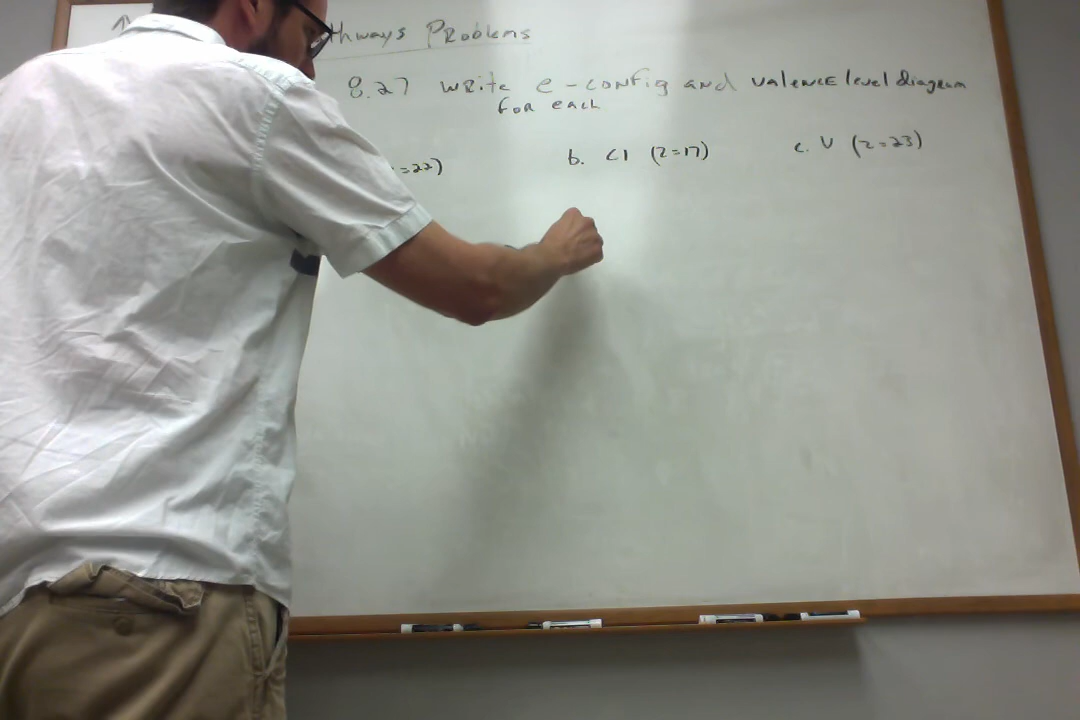 thways Problems
8.27 write e-config and valence level diagram
for each
=22)
b. Cl (z=17)
c. V (z=23)